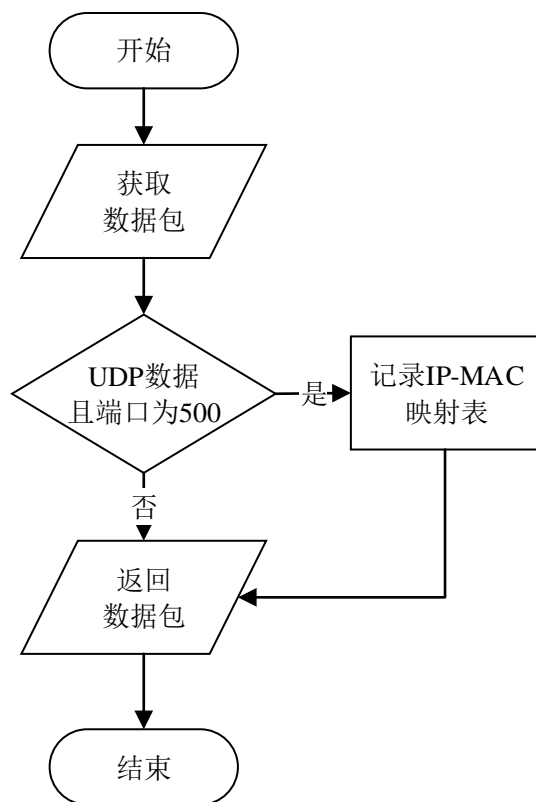 开始
获取
数据包
UDP数据
且端口为500
是
记录IP-MAC
映射表
否
返回
数据包
结束